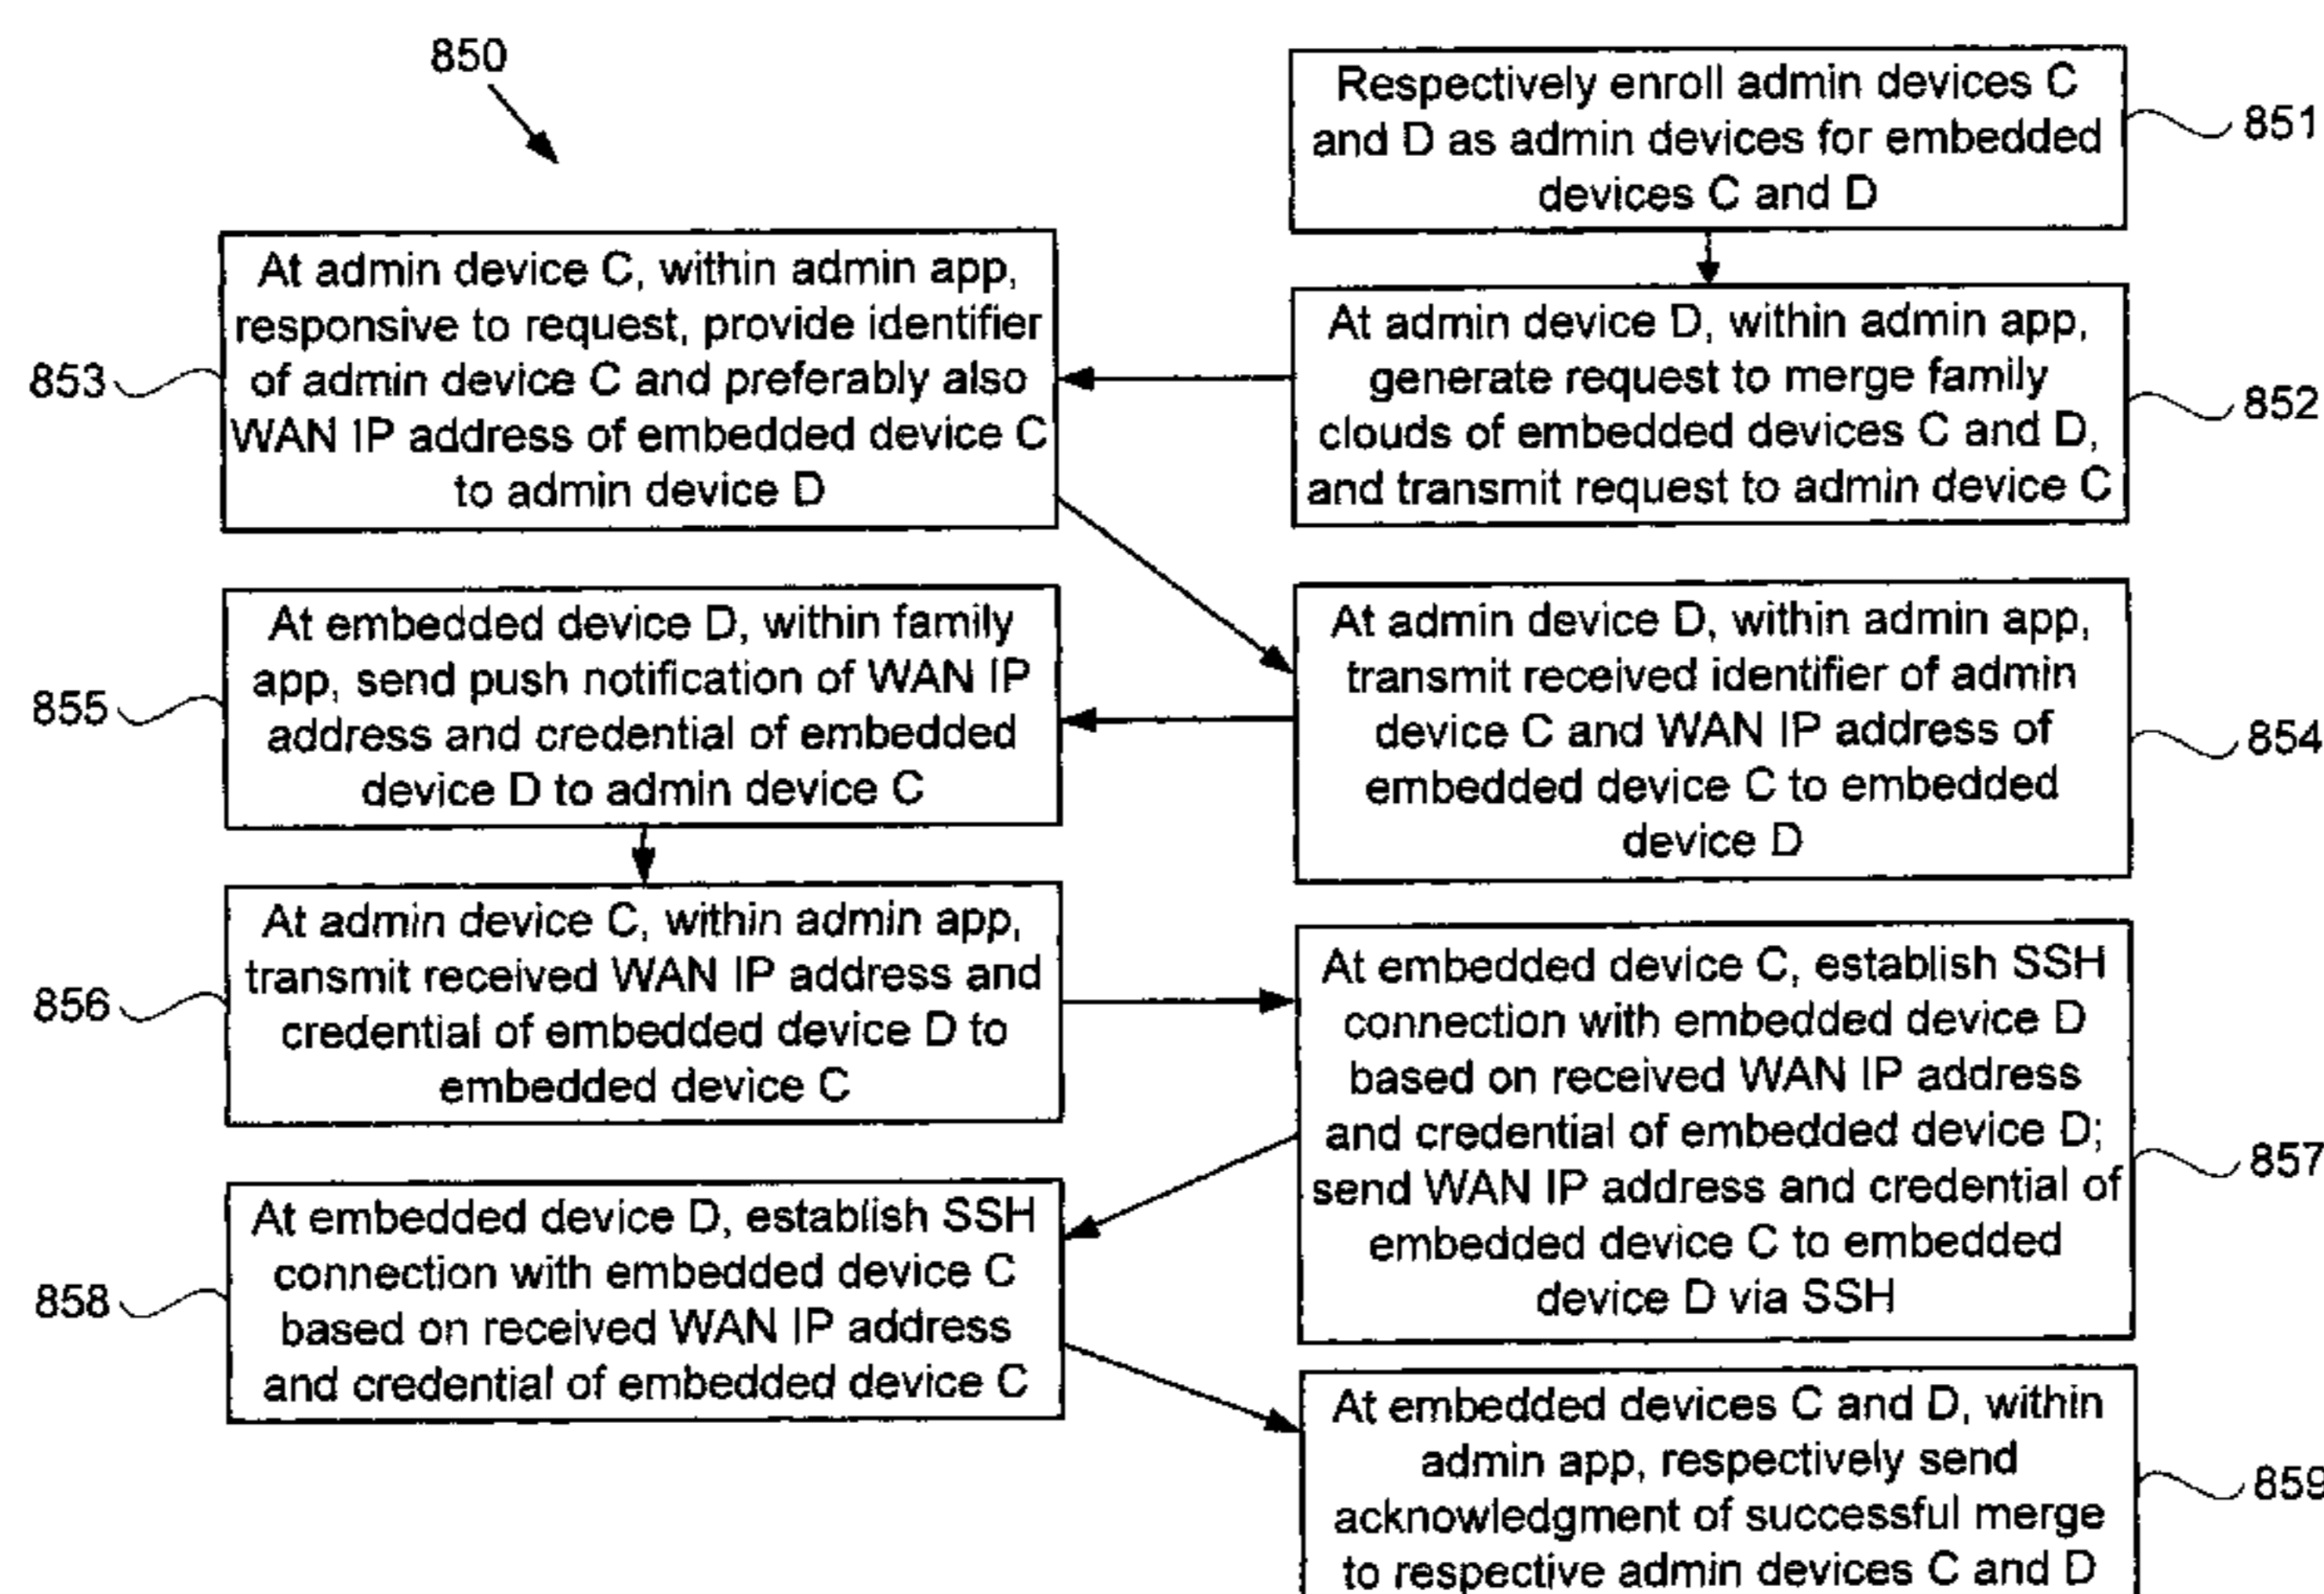 850
Respectively enroll admin devices C
and D as admin devices for embedded
devices C and D
851
At admin device D, within admin app,
generate request to merge family
clouds of embedded devices C and D,
and transmit request to admin device C
852
At admin device C, within admin app,
responsive to request, provide identifier
of admin device C and preferably also
WAN IP address of embedded device C
to admin device D
853
At admin device D, within admin app,
transmit received identifier of admin
device C and WAN IP address of
embedded device C to embedded
device D
854
At embedded device D, within family
app, send push notification of WAN IP
address and credential of embedded
device D to admin device C
855
At admin device C, within admin app,
transmit received WAN IP address and
credential of embedded device D to
embedded device C
856
At embedded device C, establish SSH
connection with embedded device D
based on received WAN IP address
and credential of embedded device D;
send WAN IP address and credential of
embedded device C to embedded
device D via SSH
857
At embedded device D, establish SSH
connection with embedded device C
based on received WAN IP address
and credential of embedded device C
858
At embedded devices C and D, within
admin app, respectively send
acknowledgment of successful merge
to respective admin devices C and D
859